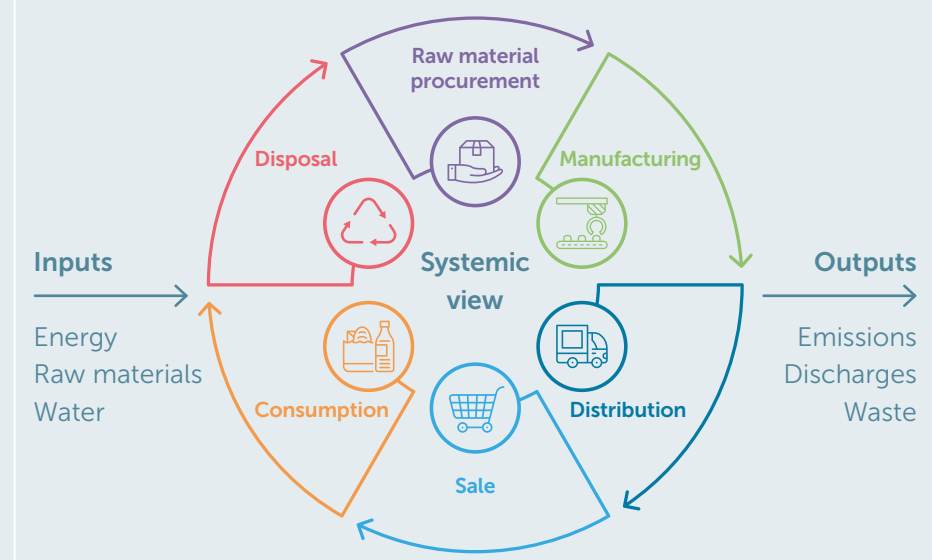 Raw material
procurement
Disposal
Manufacturing
Inputs
Systemic
view
Outputs
Energy
Raw materials
Water
Emissions
Discharges
Waste
Consumption
Distribution
Sale